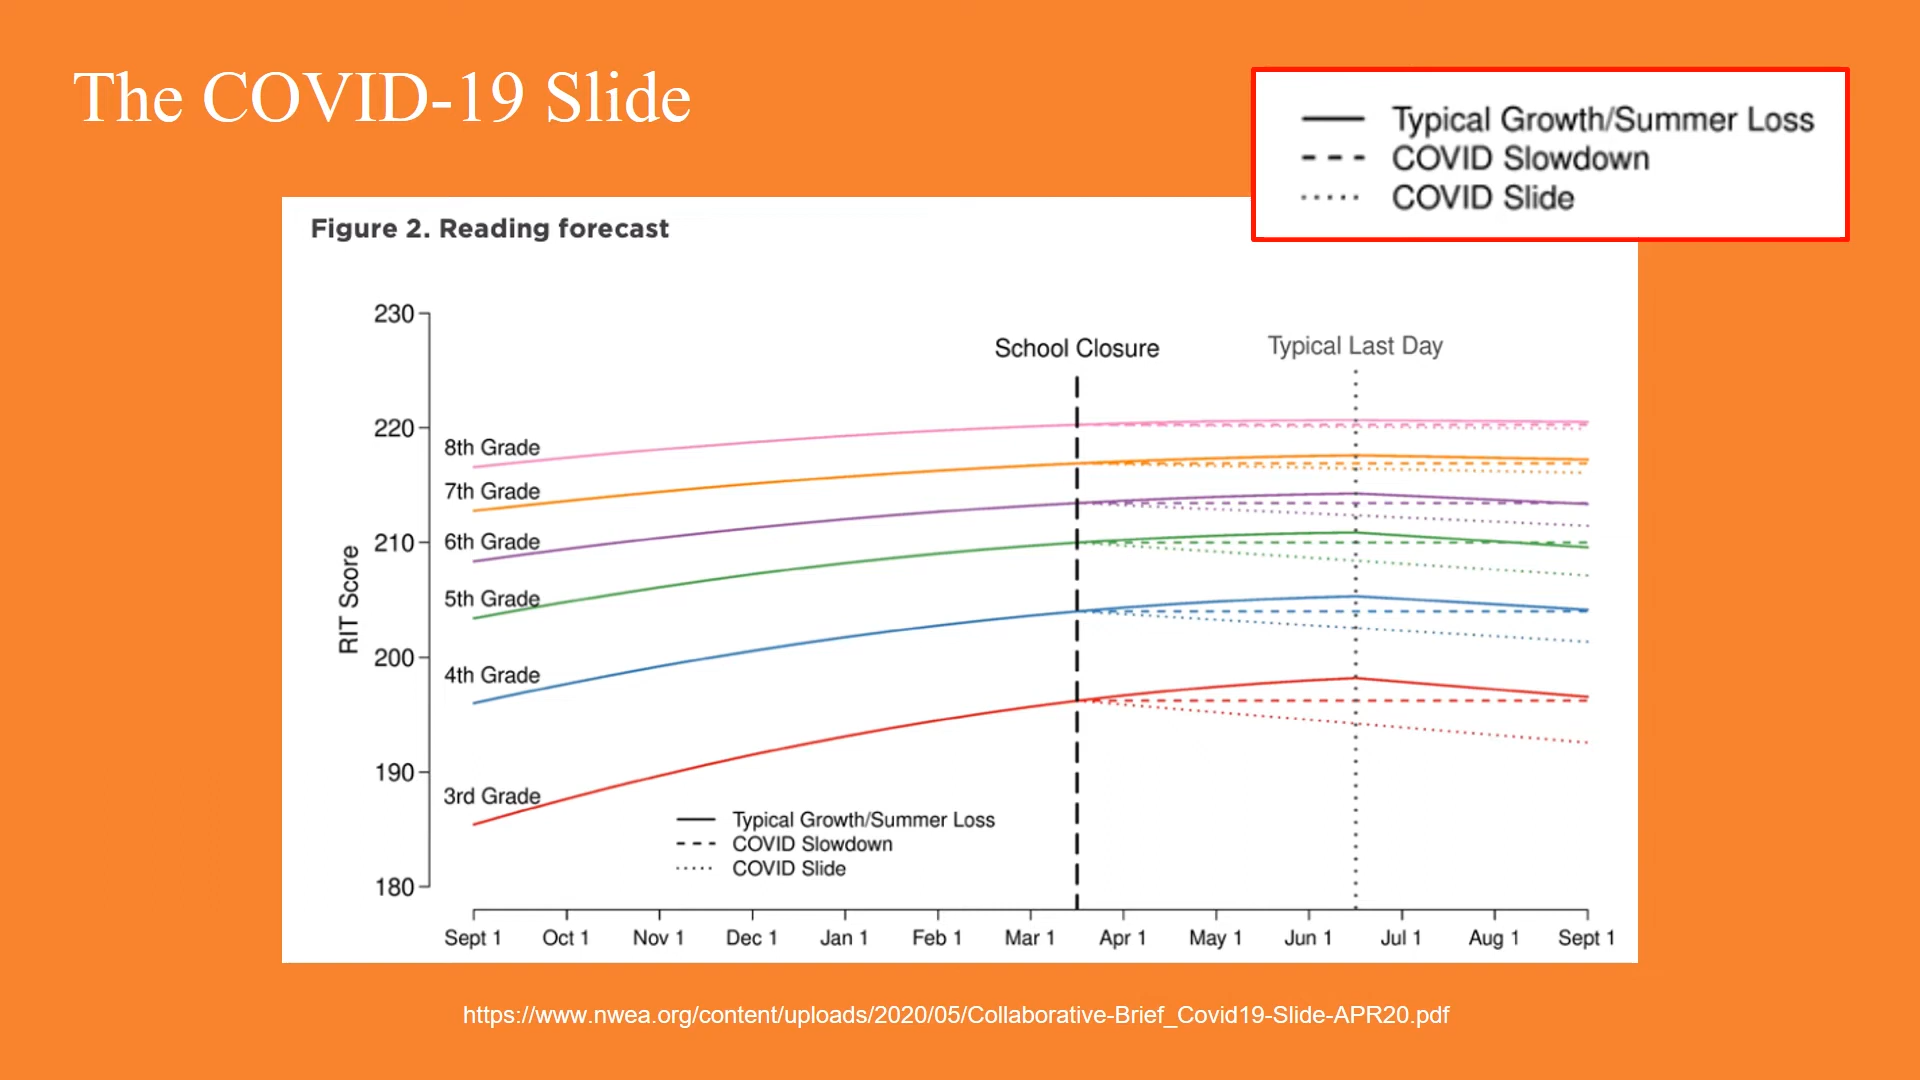 The COVID-19 Slide
Typical Growth/Summer Loss
COVID Slowdown
COVID Slide
Figure 2. Reading forecast
230
220
210
200
190
180
RIT Score
School Closure
Typical Last Day
8th Grade
7th Grade
6th Grade
5th Grade
4th Grade
3rd Grade
Typical Growth/Summer Loss
COVID Slowdown
COVID Slide
Sept 1 Oct 1 Nov 1 Dec 1 Jan 1 Feb 1 Mar 1 Apr 1 May 1 Jun 1 Jul 1 Aug 1 Sept 1
https://www.nwea.org/content/uploads/2020/05/Collaborative-Brief_Covid19-Slide-APR20.pdf